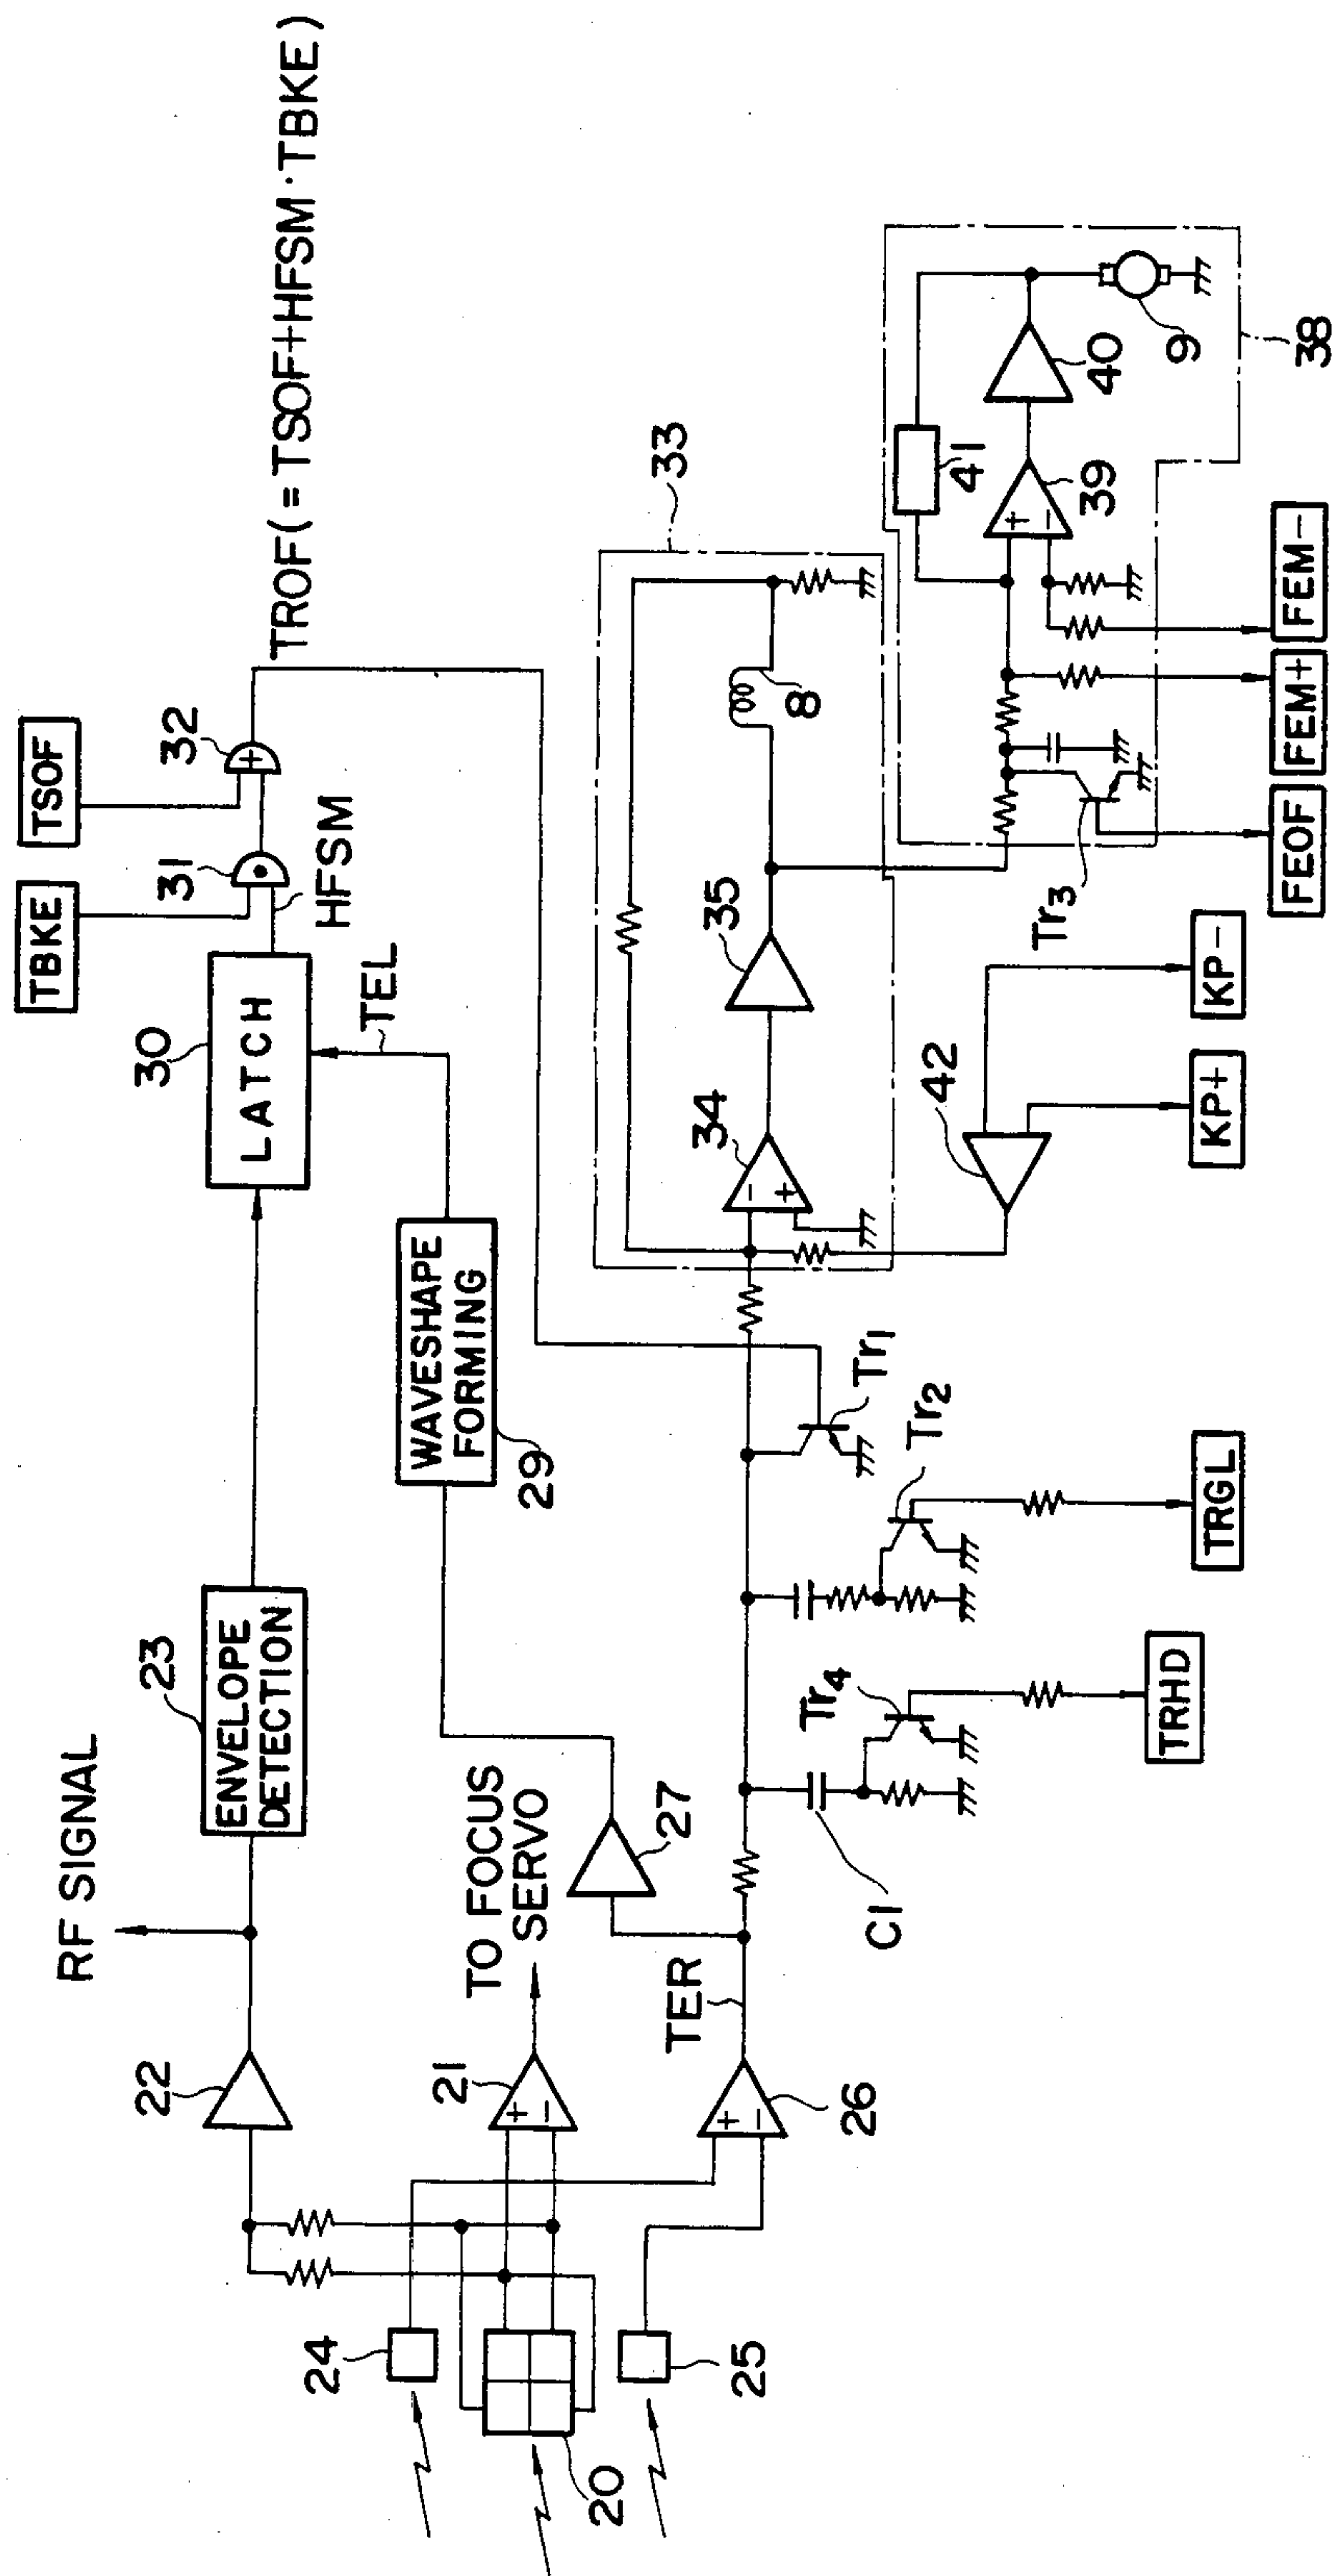 RF SIGNAL
22
23
ENVELOPE
DETECTION
30
LATCH
TBKE
31
HFSM
TSOF
32
TROF(=TSOF+HFSM·TBKE)
TEL
29
WAVESHAPE
FORMING
24
20
25
21
+
−
TO FOCUS
SERVO
26
+
−
TER
27
C1
Tr4
TRHD
Tr2
TRGL
Tr1
33
34
−
+
35
8
42
KP+
KP−
38
Tr3
FEOF
FEM+
FEM−
39
+
−
40
41
9